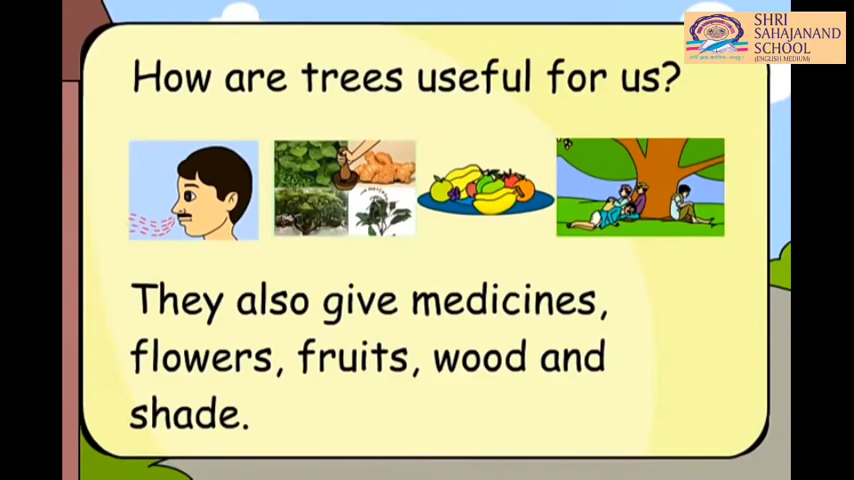 SHRI
SAHAJANAND
SCHOOL
(ENGLISH MEDIUM)
How are trees useful for us?
They also give medicines,
flowers, fruits, wood and
shade.